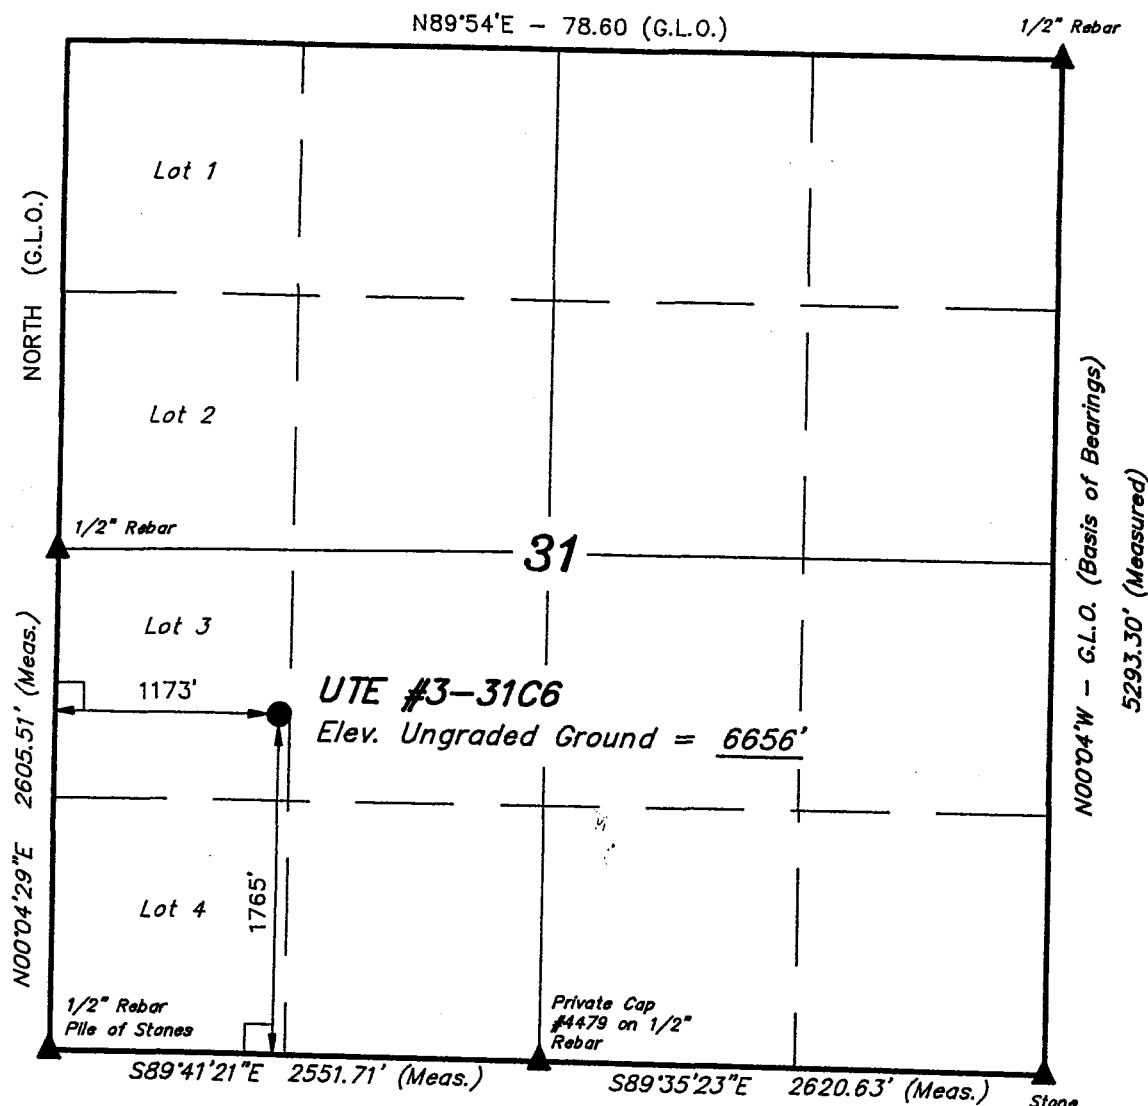 N89°54'E - 78.60 (G.L.O.)
1/2" Rebar
Lot 1
NORTH (G.L.O.)
Lot 2
1/2" Rebar
31
N00°04'W - G.L.O. (Basis of Bearings)
5293.30' (Measured)
Lot 3
1173'
UTE #3-31C6
Elev. Ungraded Ground = 6656'
N00°04'29"E 2605.51' (Meas.)
Lot 4
1765'
1/2" Rebar
Pile of Stones
Private Cap
#4479 on 1/2"
Rebar
S89°41'21"E 2551.71' (Meas.)
S89°35'23"E 2620.63' (Meas.)
Stone